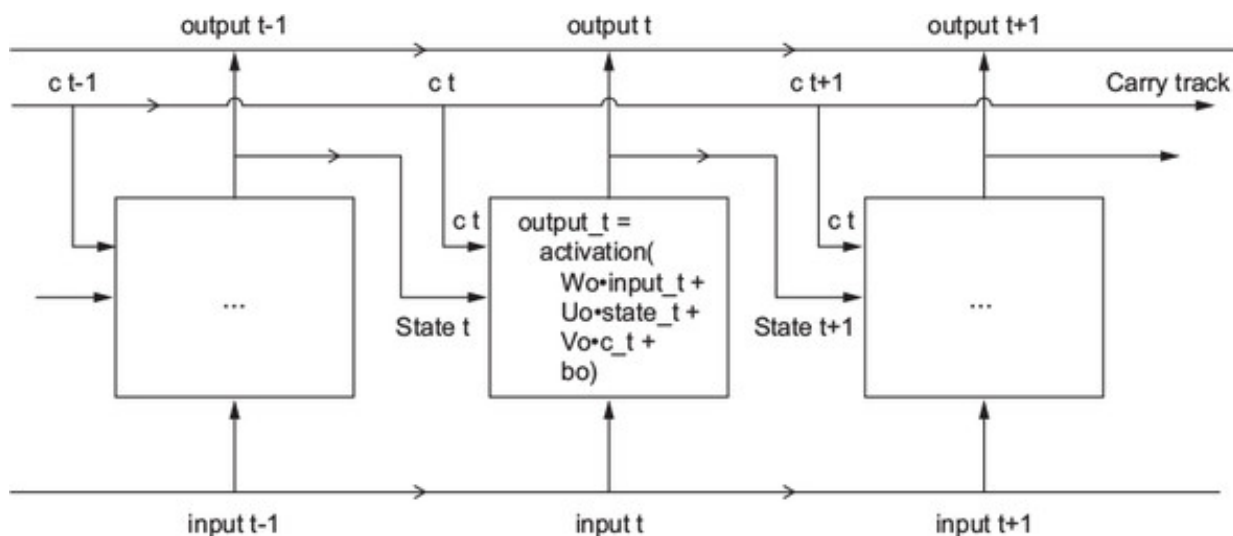 output t-1
output t
output t+1
c t-1
c t
c t+1
Carry track
c t
c t
output_t =
activation(
Wo•input_t +
Uo•state_t +
Vo•c_t +
bo)
...
...
State t
State t+1
input t-1
input t
input t+1